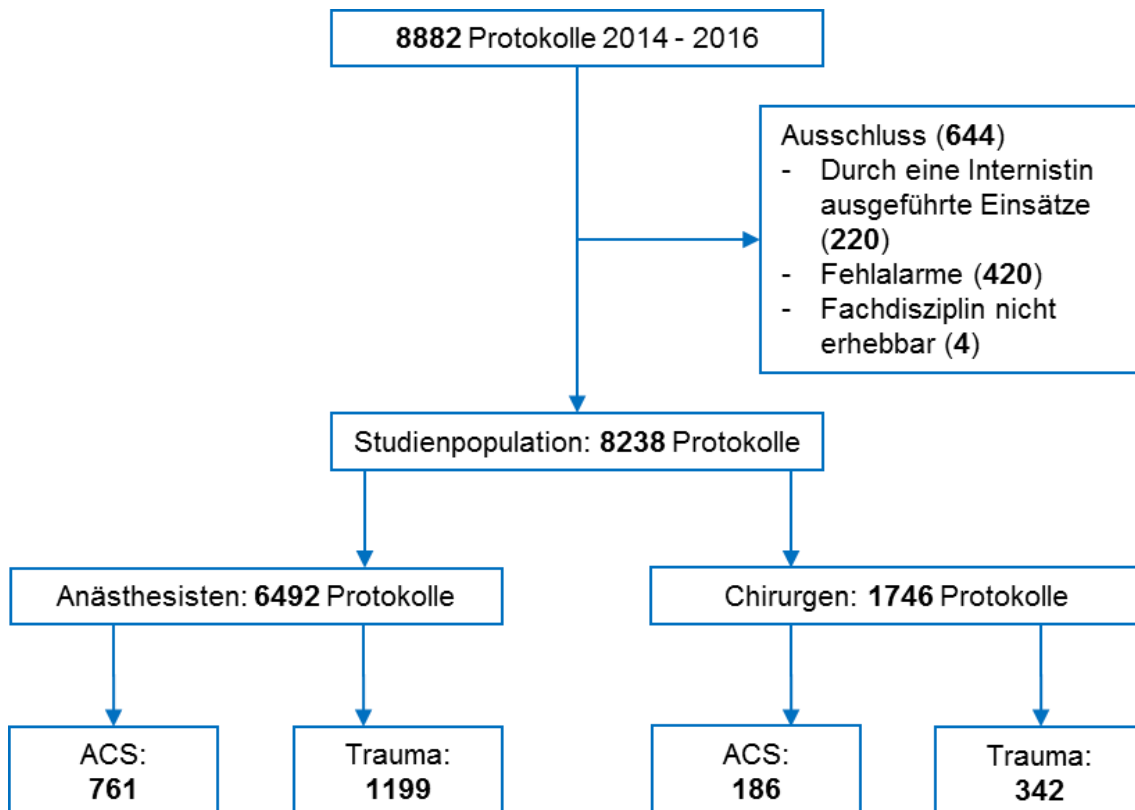 8882 Protokolle 2014 - 2016
Ausschluss (644)
- Durch eine Internistin
ausgeführte Einsätze
(220)
- Fehlalarme (420)
- Fachdisziplin nicht
erhebbar (4)
Studienpopulation: 8238 Protokolle
Anästhesisten: 6492 Protokolle
Chirurgen: 1746 Protokolle
ACS:
761
Trauma:
1199
ACS:
186
Trauma:
342